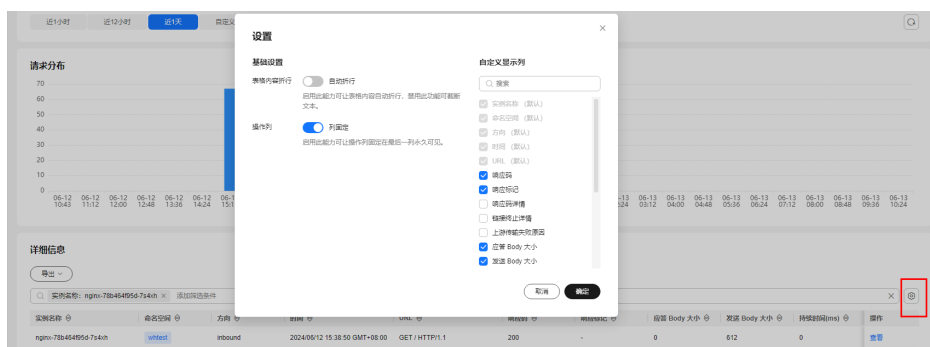 近1小时 近12小时 近1天 自定义
请求分布
70
60
50
40
30
20
10
0
06-12 10:43
06-12 11:12
06-12 12:00
06-12 12:48
06-12 13:36
06-12 14:24
06-13 03:12
06-13 04:00
06-13 04:48
06-13 05:36
06-13 06:24
06-13 07:12
06-13 08:00
06-13 08:48
06-13 09:36
06-13 10:24
设置
基础设置
表格内容折行 自动折行
启用此能力可让表格内容自动折行，禁用此功能可截断
文本。
操作列 列固定
启用此能力可让操作列固定在最后一列永久可见。
自定义显示列
搜索
实例名称 (默认)
命名空间 (默认)
方向 (默认)
时间 (默认)
URL (默认)
响应码
响应标记
响应码详情
链接终止详情
上游传输失败原因
应答 Body 大小
发送 Body 大小
取消 确定
详细信息
导出
实例名称: nginx-78b464f95d-7s4xh × 添加筛选条件
实例名称 命名空间 方向 时间 URL 响应码 响应标记 应答 Body 大小 发送 Body 大小 持续时间(ms) 操作
nginx-78b464f95d-7s4xh whtest inbound 2024/06/12 15:38:50 GMT+08:00 GET / HTTP/1.1 200 - 0 612 0 查看